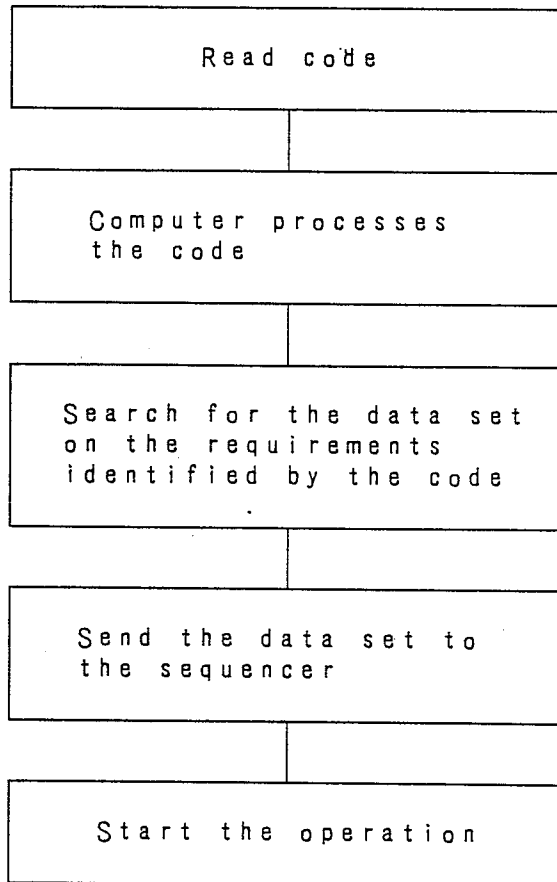 Read code
Computer processes
the code
Search for the data set
on the requirements
identified by the code
Send the data set to
the sequencer
Start the operation